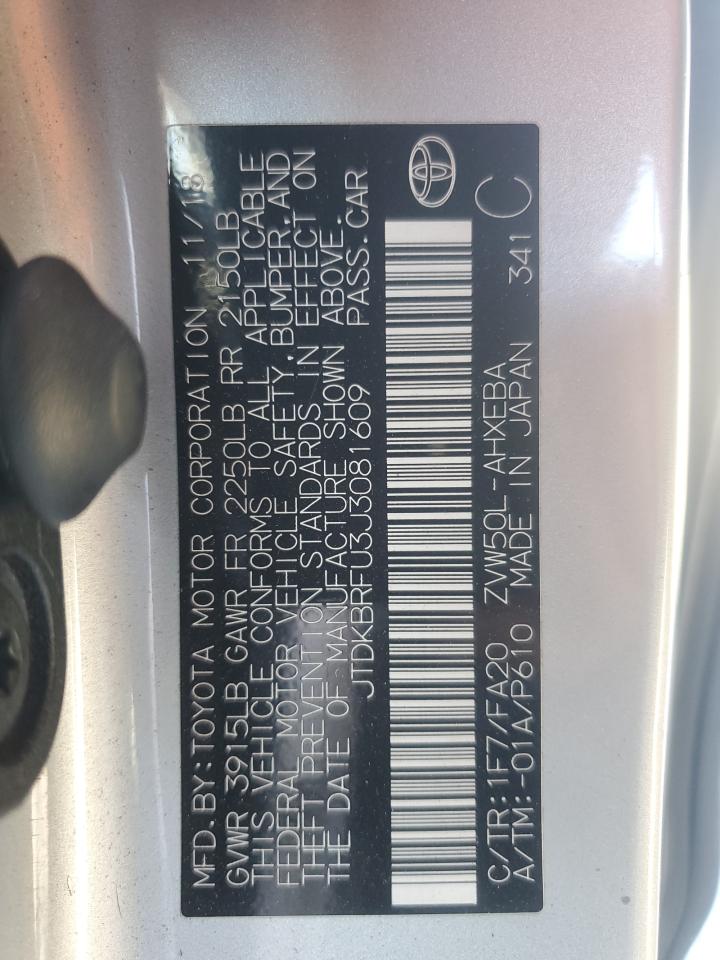 MFD. BY: TOYOTA MOTOR CORPORATION 11/18
GVWR 3915LB GAWR FR 2250LB RR 2150LB
THIS VEHICLE CONFORMS TO ALL APPLICABLE
FEDERAL MOTOR VEHICLE SAFETY, BUMPER, AND
THEFT PREVENTION STANDARDS IN EFFECT ON
THE DATE OF MANUFACTURE SHOWN ABOVE.
JTDKBRFU3J3081609 PASS. CAR
C/TR: 1F7/FA20 ZVW50L-AHXEBA
A/TM: -01A/P610 MADE IN JAPAN 341 C